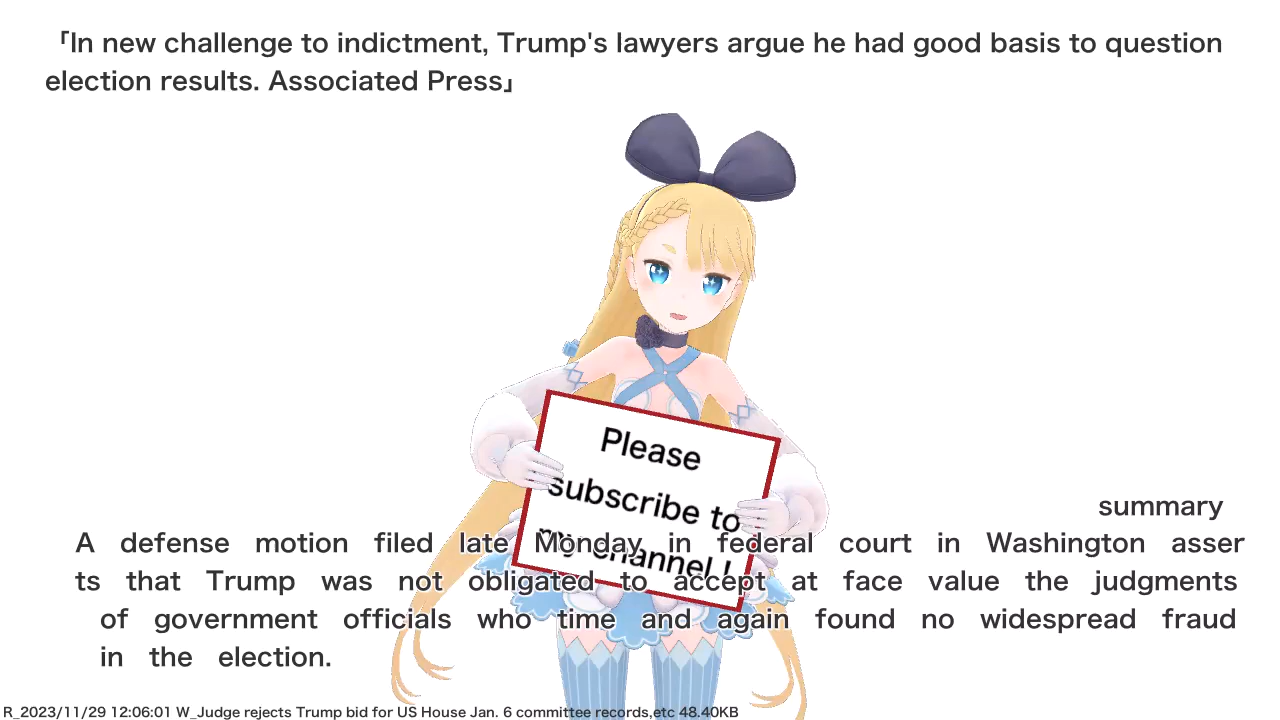 「In new challenge to indictment, Trump's lawyers argue he had good basis to question
election results. Associated Press」
Please
subscribe to
my channel !
summary
A defense motion filed late Monday in federal court in Washington asser
ts that Trump was not obligated to accept at face value the judgments
of government officials who time and again found no widespread fraud
in the election.
R_2023/11/29 12:06:01 W_Judge rejects Trump bid for US House Jan. 6 committee records,etc 48.40KB